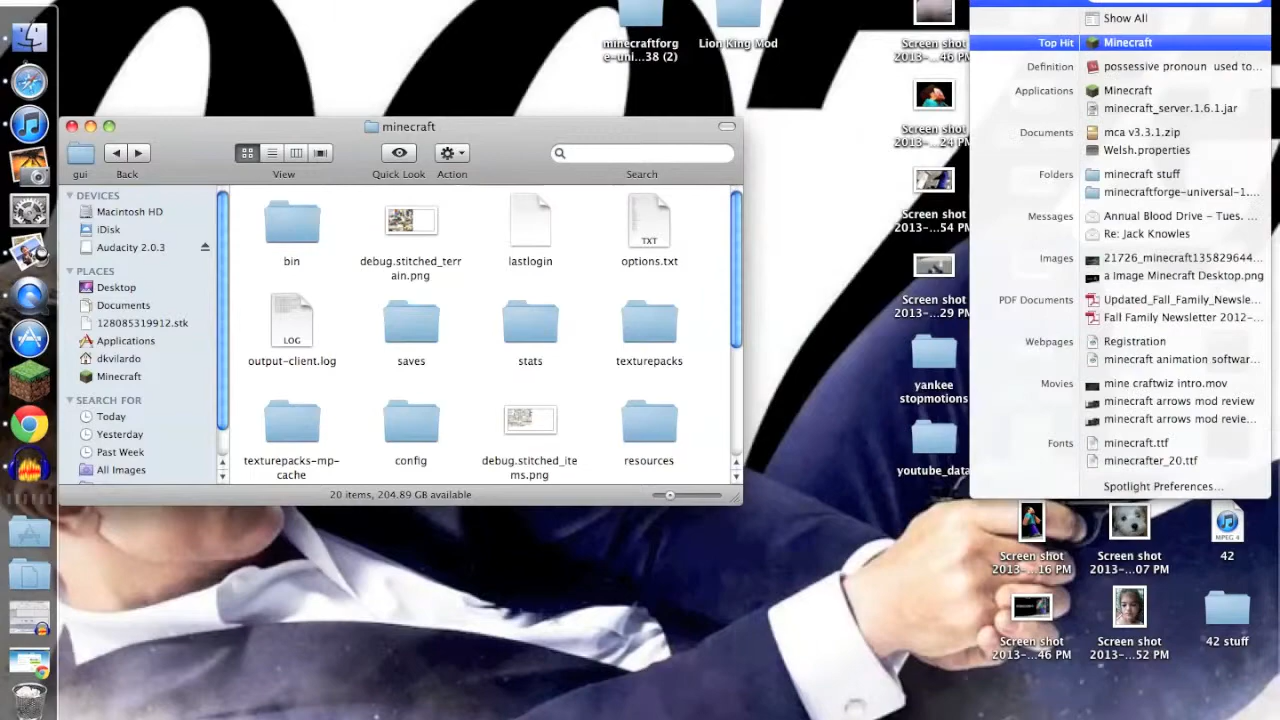 minecraftforg
e-uni...38 (2)
Lion King Mod
Screen shot
2013-...46 PM
Screen shot
2013-...24 PM
Screen shot
2013-...54 PM
Screen shot
2013-...29 PM
yankee
stopmotions
youtube_data
minecraft
gui
Back
View
Quick Look
Action
Search
DEVICES
Macintosh HD
iDisk
Audacity 2.0.3
PLACES
Desktop
Documents
128085319912.stk
Applications
dkvilardo
Minecraft
SEARCH FOR
Today
Yesterday
Past Week
All Images
bin
debug.stitched_terr
ain.png
lastlogin
TXT
options.txt
LOG
output-client.log
saves
stats
texturepacks
texturepacks-mp-
cache
config
debug.stitched_ite
ms.png
resources
20 items, 204.89 GB available
Show All
Top Hit
Minecraft
Definition
possessive pronoun used to...
Applications
Minecraft
minecraft_server.1.6.1.jar
Documents
mca v3.3.1.zip
Welsh.properties
Folders
minecraft stuff
minecraftforge-universal-1....
Messages
Annual Blood Drive - Tues. ...
Re: Jack Knowles
Images
21726_minecraft135829644...
a Image Minecraft Desktop.png
PDF Documents
Updated_Fall_Family_Newsle...
Fall Family Newsletter 2012-...
Webpages
Registration
minecraft animation softwar...
Movies
mine craftwiz intro.mov
minecraft arrows mod review
minecraft arrows mod revie...
Fonts
minecraft.ttf
minecrafter_20.ttf
Spotlight Preferences...
Screen shot
2013-...16 PM
Screen shot
2013-...07 PM
MPEG 4
42
Screen shot
2013-...46 PM
Screen shot
2013-...52 PM
42 stuff